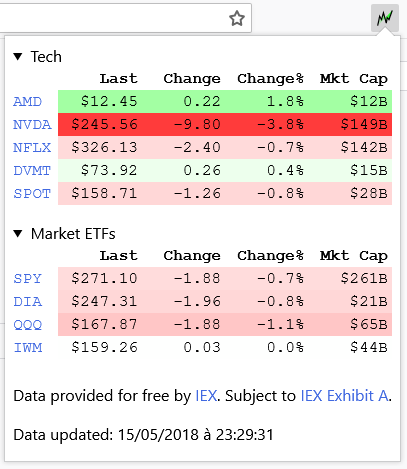 ▼ Tech
Last Change Change% Mkt Cap
AMD $12.45 0.22 1.8% $12B
NVDA $245.56 -9.80 -3.8% $149B
NFLX $326.13 -2.40 -0.7% $142B
DVMT $73.92 0.26 0.4% $15B
SPOT $158.71 -1.26 -0.8% $28B
▼ Market ETFs
Last Change Change% Mkt Cap
SPY $271.10 -1.88 -0.7% $261B
DIA $247.31 -1.96 -0.8% $21B
QQQ $167.87 -1.88 -1.1% $65B
IWM $159.26 0.03 0.0% $44B
Data provided for free by IEX. Subject to IEX Exhibit A.
Data updated: 15/05/2018 à 23:29:31